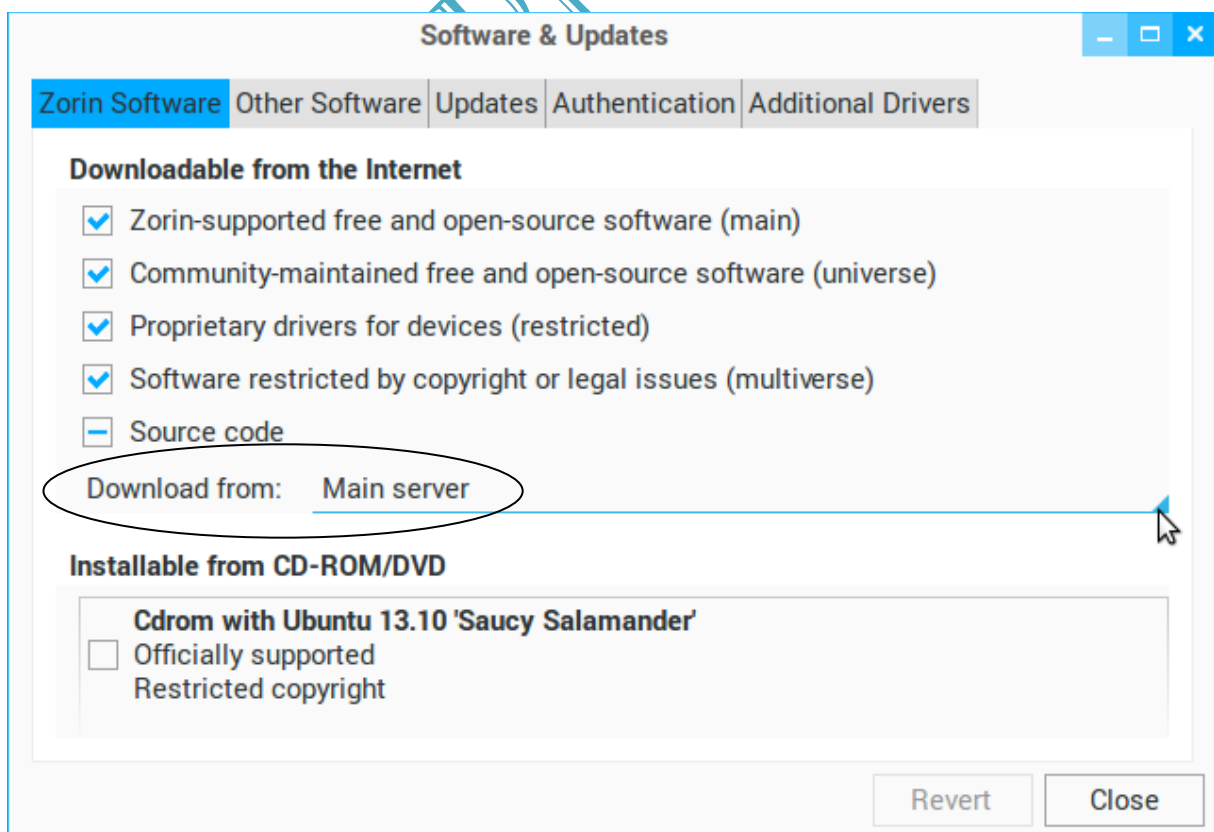 Software & Updates
Zorin Software Other Software Updates Authentication Additional Drivers
Downloadable from the Internet
Zorin-supported free and open-source software (main)
Community-maintained free and open-source software (universe)
Proprietary drivers for devices (restricted)
Software restricted by copyright or legal issues (multiverse)
Source code
Download from: Main server
Installable from CD-ROM/DVD
Cdrom with Ubuntu 13.10 'Saucy Salamander'
Officially supported
Restricted copyright
Revert Close